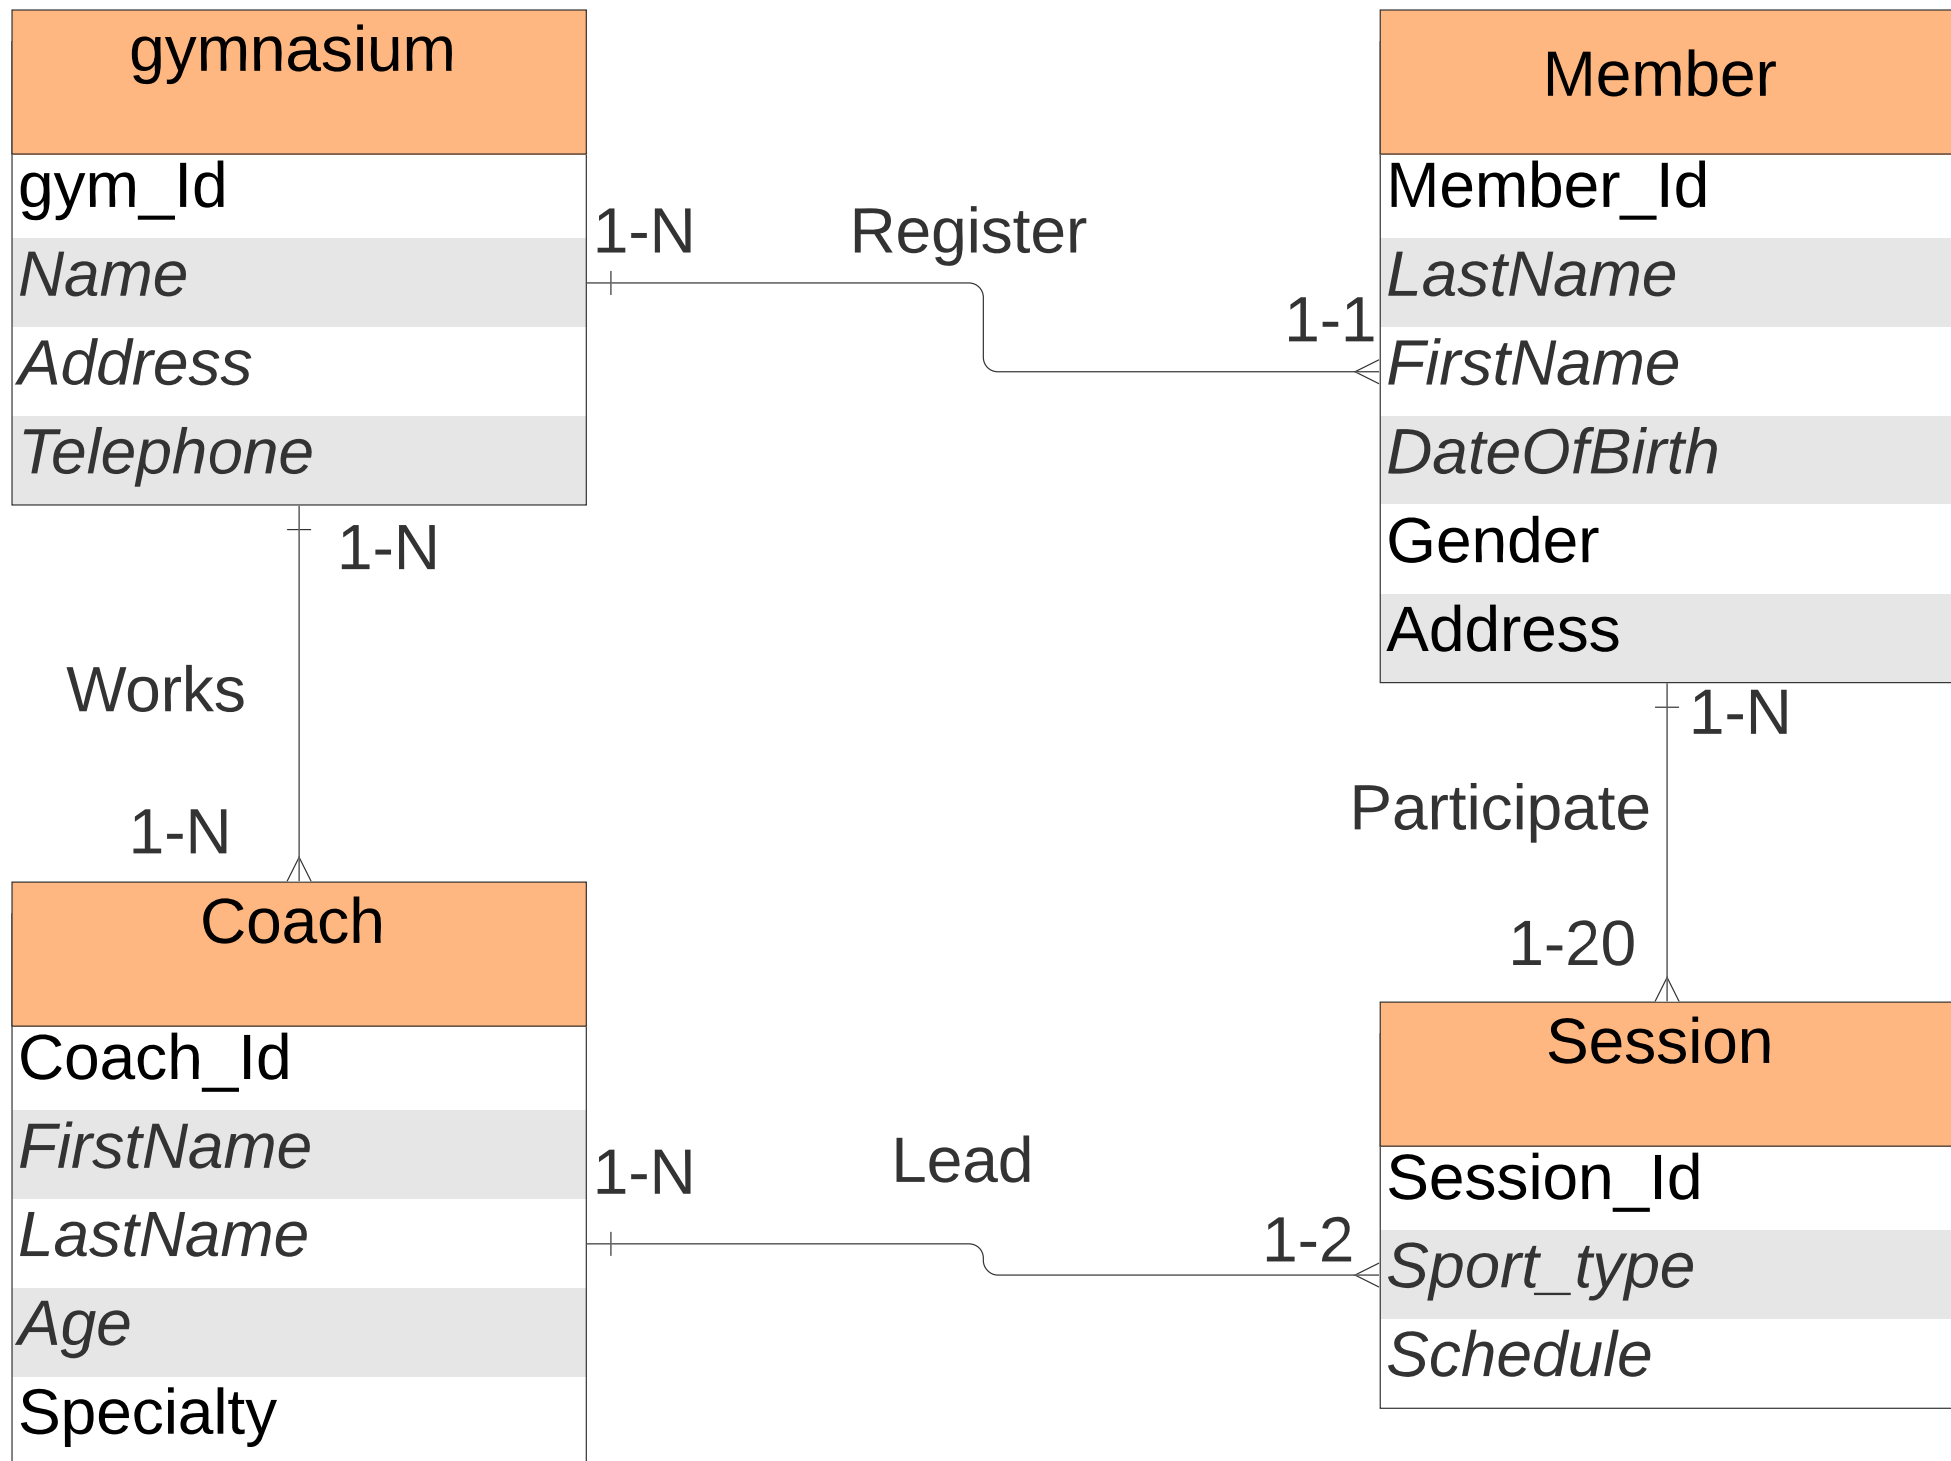 gymnasium
gym_Id
Name
Address
Telephone
1-N
Register
1-1
Member
Member_Id
LastName
FirstName
DateOfBirth
Gender
Address
1-N
Works
1-N
1-N
Participate
1-20
Coach
Coach_Id
FirstName
LastName
Age
Specialty
1-N
Lead
1-2
Session
Session_Id
Sport_type
Schedule